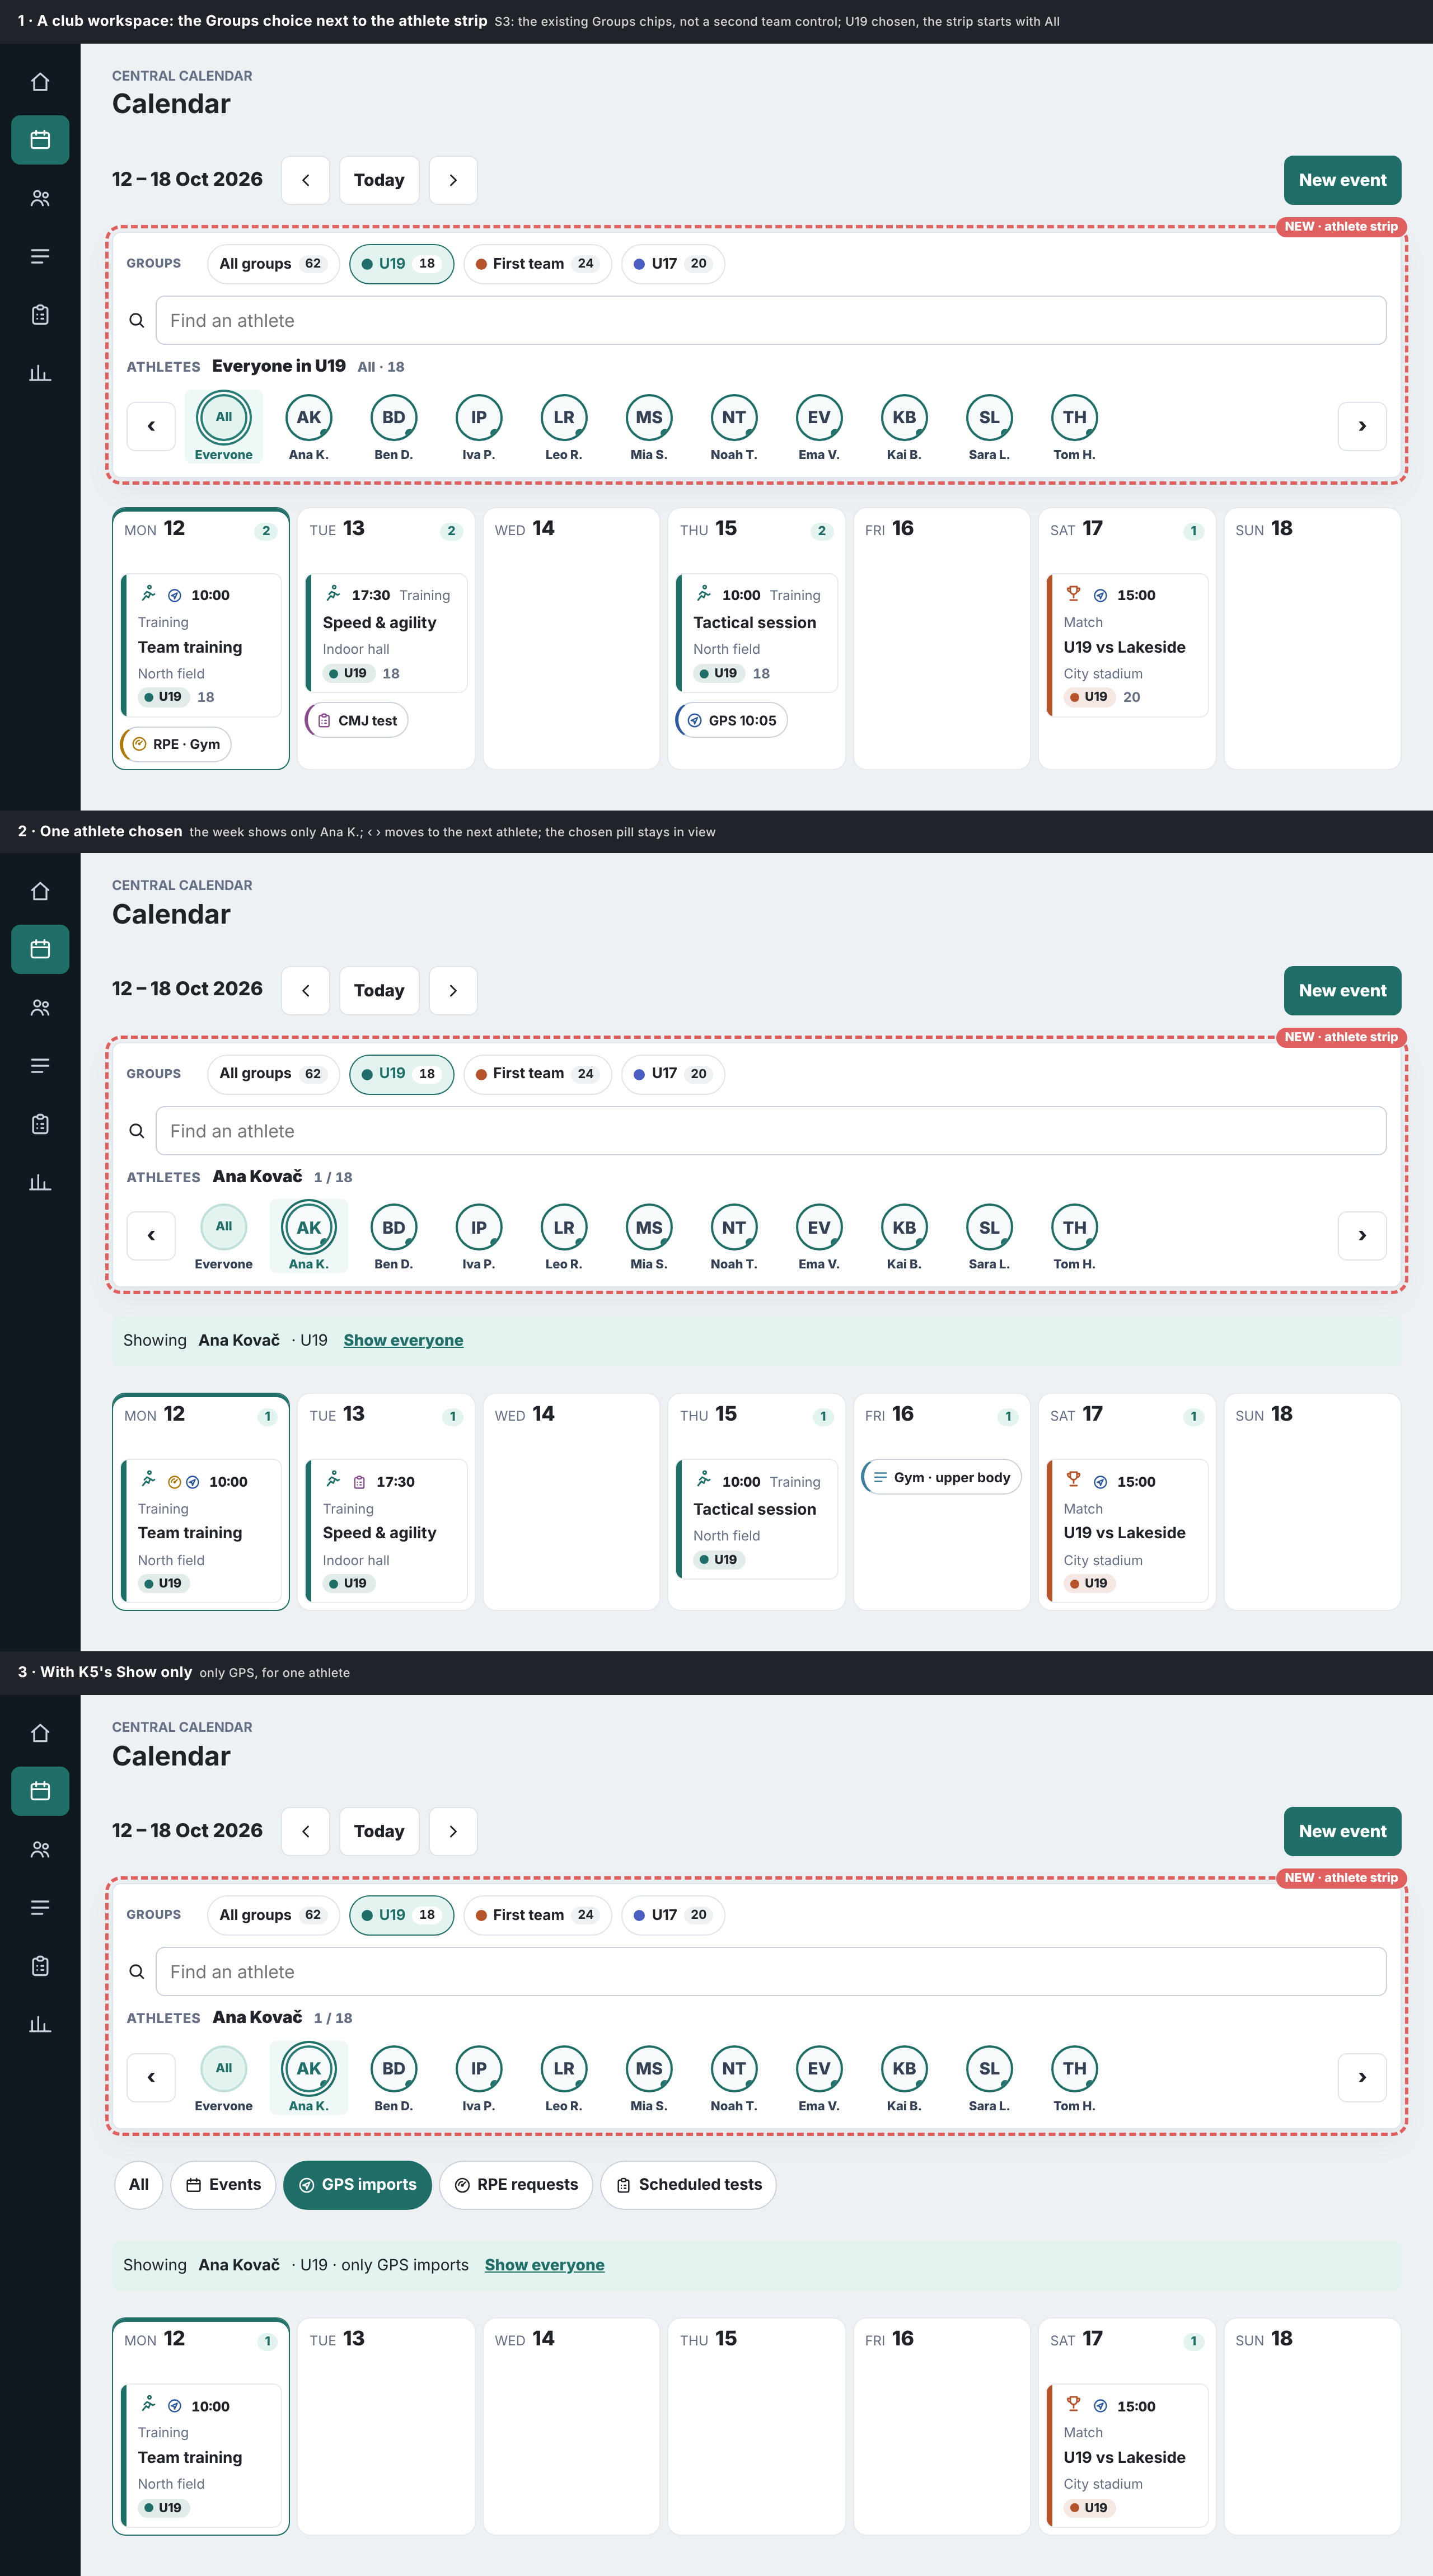 1 · A club workspace: the Groups choice next to the athlete strip S3: the existing Groups chips, not a second team control; U19 chosen, the strip starts with All
CENTRAL CALENDAR
Calendar
12 – 18 Oct 2026 ‹ Today › New event
NEW · athlete strip
GROUPS All groups 62 U19 18 First team 24 U17 20
Find an athlete
ATHLETES Everyone in U19 All · 18
‹ All AK BD IP LR MS NT EV KB SL TH ›
Everyone Ana K. Ben D. Iva P. Leo R. Mia S. Noah T. Ema V. Kai B. Sara L. Tom H.
MON 12 2 TUE 13 2 WED 14 THU 15 2 FRI 16 SAT 17 1 SUN 18
10:00 17:30 Training 10:00 Training 15:00
Training Speed & agility Tactical session Match
Team training Indoor hall North field U19 vs Lakeside
North field U19 18 U19 18 City stadium
U19 18 CMJ test GPS 10:05 U19 20
RPE · Gym
2 · One athlete chosen the week shows only Ana K.; ‹ › moves to the next athlete; the chosen pill stays in view
CENTRAL CALENDAR
Calendar
12 – 18 Oct 2026 ‹ Today › New event
NEW · athlete strip
GROUPS All groups 62 U19 18 First team 24 U17 20
Find an athlete
ATHLETES Ana Kovač 1 / 18
‹ All AK BD IP LR MS NT EV KB SL TH ›
Everyone Ana K. Ben D. Iva P. Leo R. Mia S. Noah T. Ema V. Kai B. Sara L. Tom H.
Showing Ana Kovač · U19 Show everyone
MON 12 1 TUE 13 1 WED 14 THU 15 1 FRI 16 1 SAT 17 1 SUN 18
10:00 17:30 10:00 Training Gym · upper body 15:00
Training Training Tactical session Match
Team training Speed & agility North field U19 vs Lakeside
North field Indoor hall U19 City stadium
U19 U19 U19
3 · With K5's Show only only GPS, for one athlete
CENTRAL CALENDAR
Calendar
12 – 18 Oct 2026 ‹ Today › New event
NEW · athlete strip
GROUPS All groups 62 U19 18 First team 24 U17 20
Find an athlete
ATHLETES Ana Kovač 1 / 18
‹ All AK BD IP LR MS NT EV KB SL TH ›
Everyone Ana K. Ben D. Iva P. Leo R. Mia S. Noah T. Ema V. Kai B. Sara L. Tom H.
All Events GPS imports RPE requests Scheduled tests
Showing Ana Kovač · U19 · only GPS imports Show everyone
MON 12 1 TUE 13 WED 14 THU 15 FRI 16 SAT 17 1 SUN 18
10:00 15:00
Training Match
Team training U19 vs Lakeside
North field City stadium
U19 U19